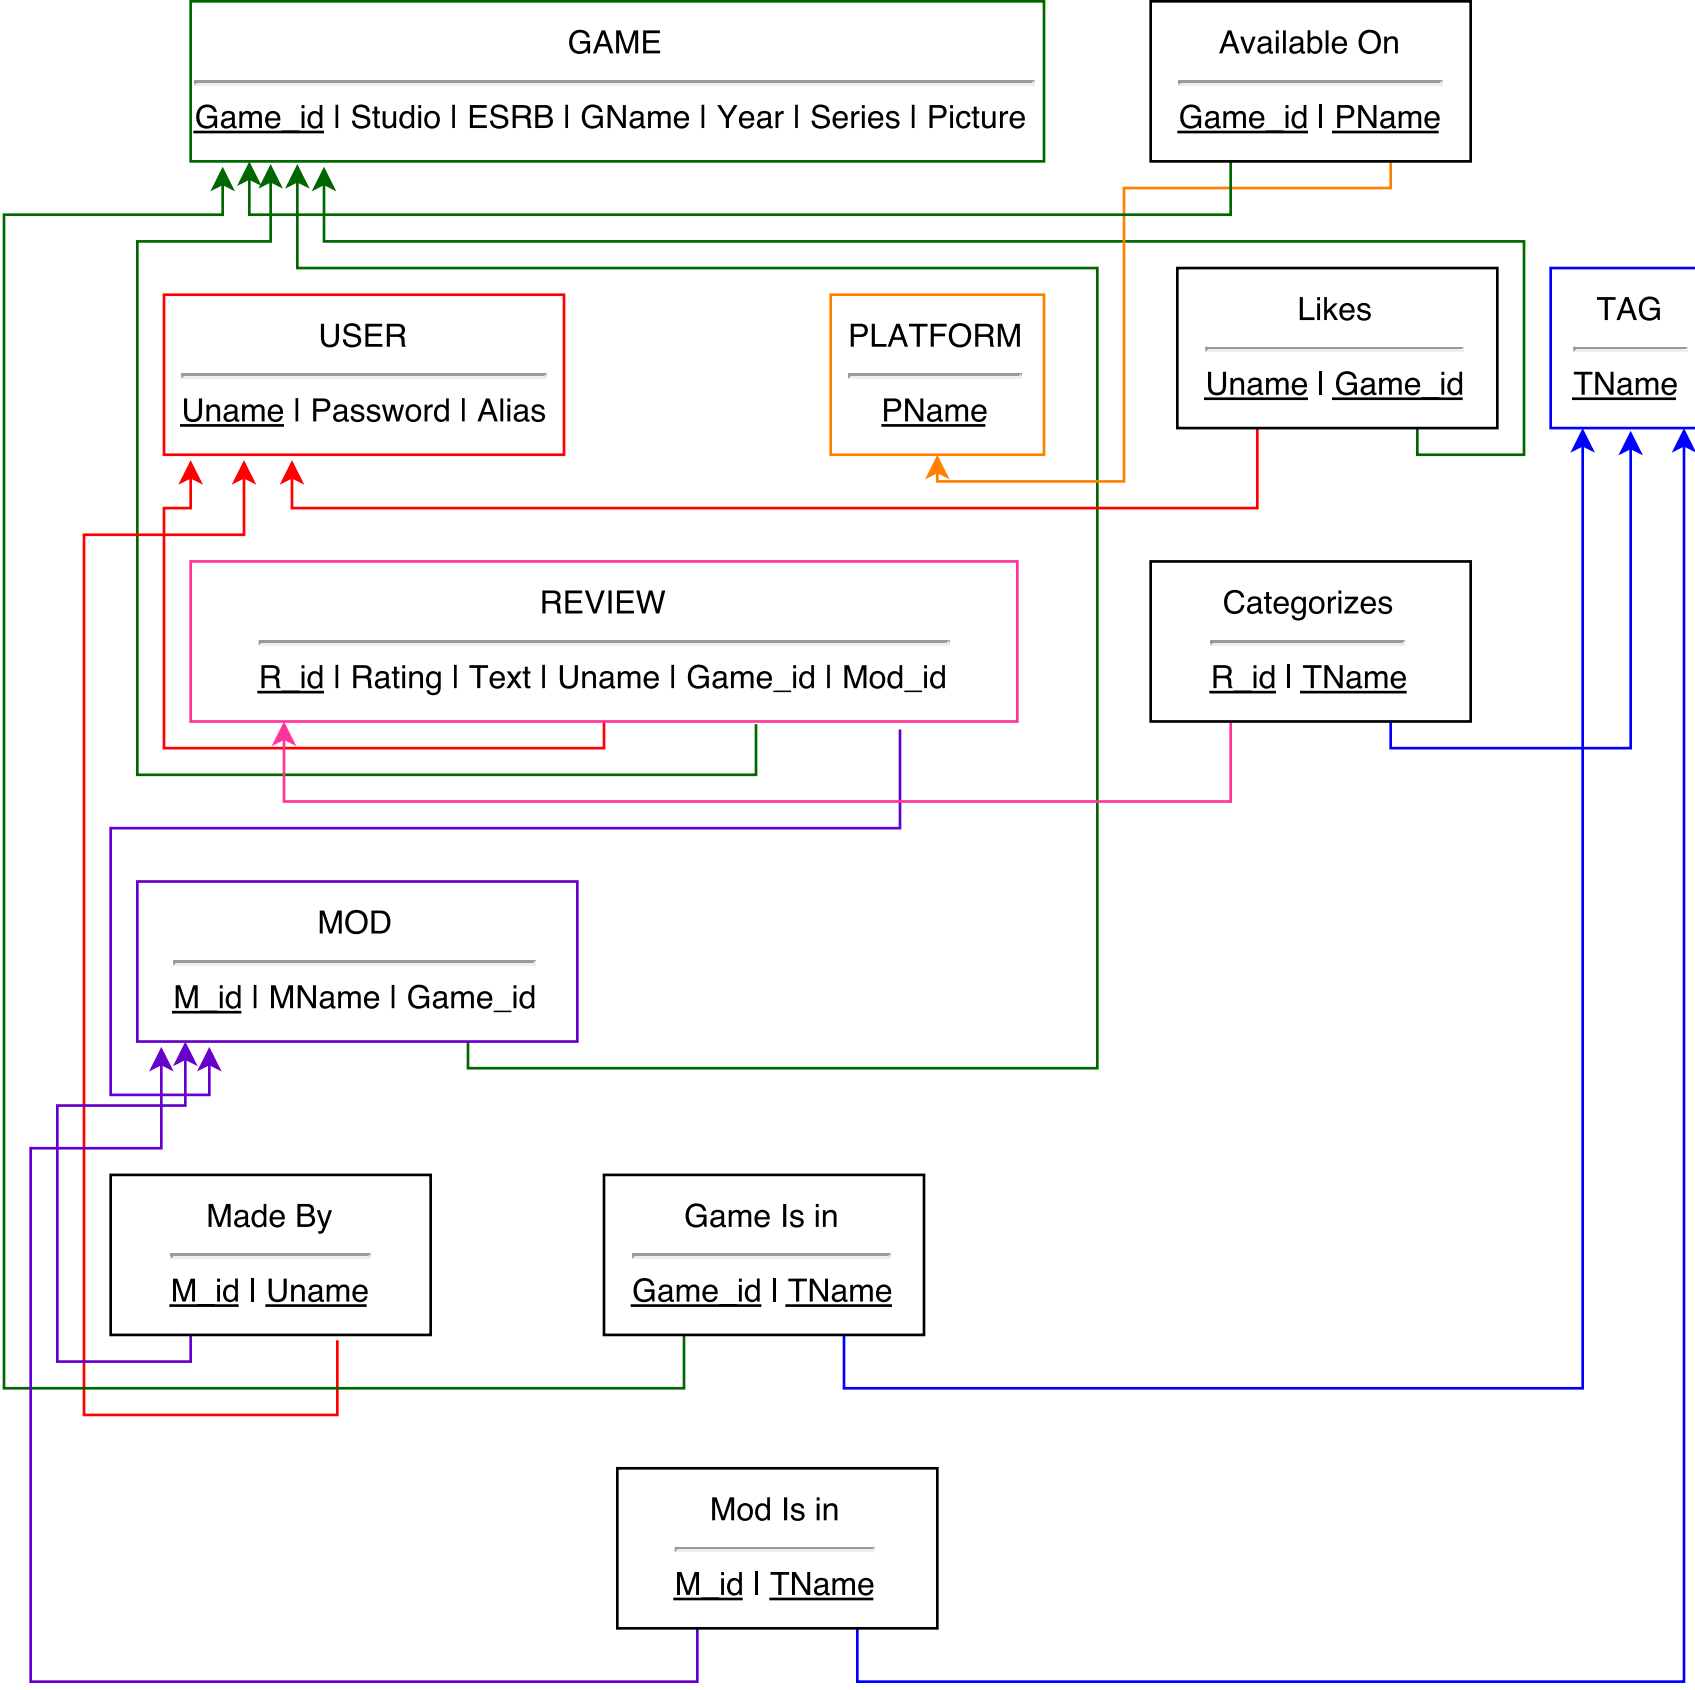 GAME
Game_id | Studio | ESRB | GName | Year | Series | Picture
Available On
Game_id | PName
USER
Uname | Password | Alias
PLATFORM
PName
Likes
Uname | Game_id
TAG
TName
REVIEW
R_id | Rating | Text | Uname | Game_id | Mod_id
Categorizes
R_id | TName
MOD
M_id | MName | Game_id
Made By
M_id | Uname
Game Is in
Game_id | TName
Mod Is in
M_id | TName